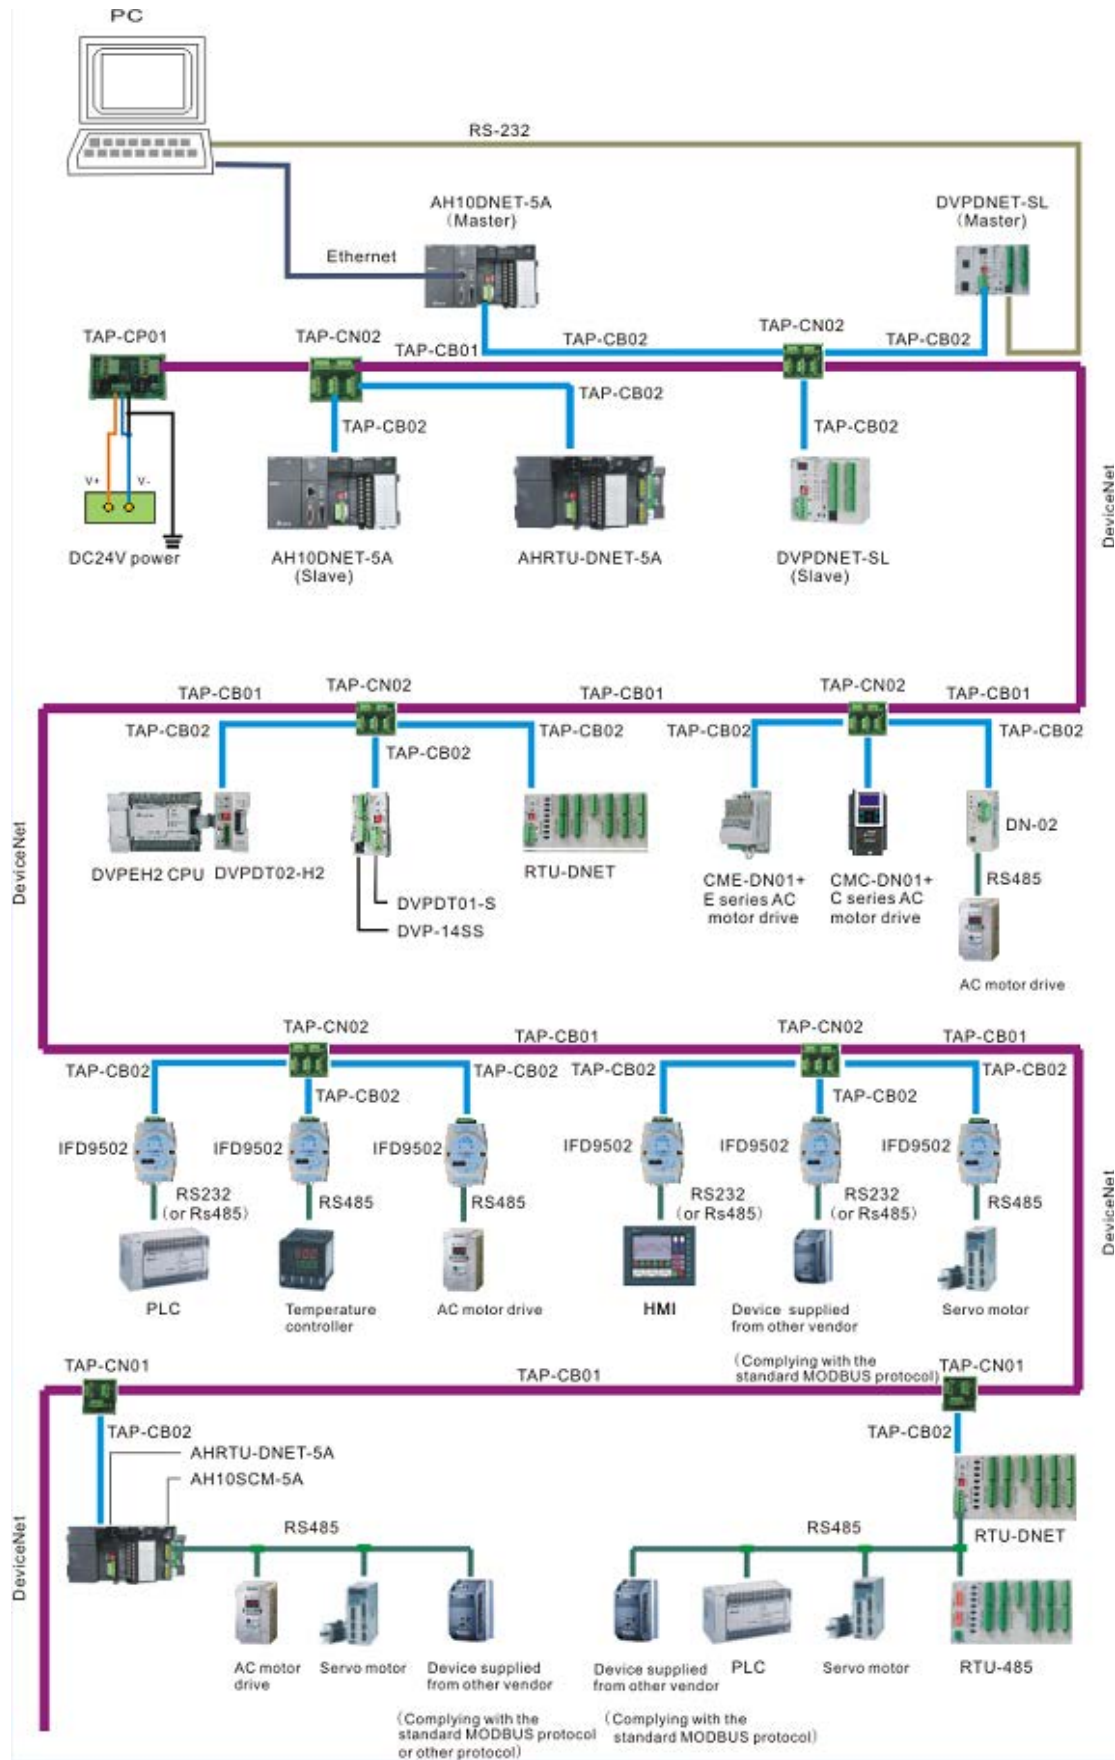 PC
RS-232
AH10DNET-5A
(Master)
DVPDNET-SL
(Master)
Ethernet
TAP-CP01
TAP-CN02
TAP-CB01
TAP-CB02
TAP-CN02
TAP-CB02
TAP-CB02
TAP-CB02
TAP-CB02
V+
V-
DC24V power
AH10DNET-5A
(Slave)
AHRTU-DNET-5A
DVPDNET-SL
(Slave)
DeviceNet
TAP-CB01
TAP-CN02
TAP-CB01
TAP-CN02
TAP-CB01
TAP-CB02
TAP-CB02
TAP-CB02
TAP-CB02
TAP-CB02
TAP-CB02
DVPEH2 CPU
DVPDT02-H2
DVPDT01-S
DVP-14SS
RTU-DNET
CME-DN01+
E series AC
motor drive
CMC-DN01+
C series AC
motor drive
DN-02
RS485
AC motor drive
DeviceNet
TAP-CN02
TAP-CB01
TAP-CN02
TAP-CB01
TAP-CB02
TAP-CB02
TAP-CB02
TAP-CB02
TAP-CB02
TAP-CB02
IFD9502
IFD9502
IFD9502
IFD9502
IFD9502
IFD9502
RS232
(or Rs485)
RS485
RS485
RS232
(or Rs485)
RS232
(or Rs485)
RS485
PLC
Temperature
controller
AC motor drive
HMI
Device supplied
from other vendor
(Complying with the
standard MODBUS protocol)
Servo motor
DeviceNet
TAP-CN01
TAP-CB01
TAP-CN01
TAP-CB02
TAP-CB02
AHRTU-DNET-5A
AH10SCM-5A
RS485
RS485
RTU-DNET
DeviceNet
AC motor
drive
Servo motor
Device supplied
from other vendor
(Complying with the
standard MODBUS protocol
or other protocol)
Device supplied
from other vendor
(Complying with the
standard MODBUS protocol)
PLC
Servo motor
RTU-485